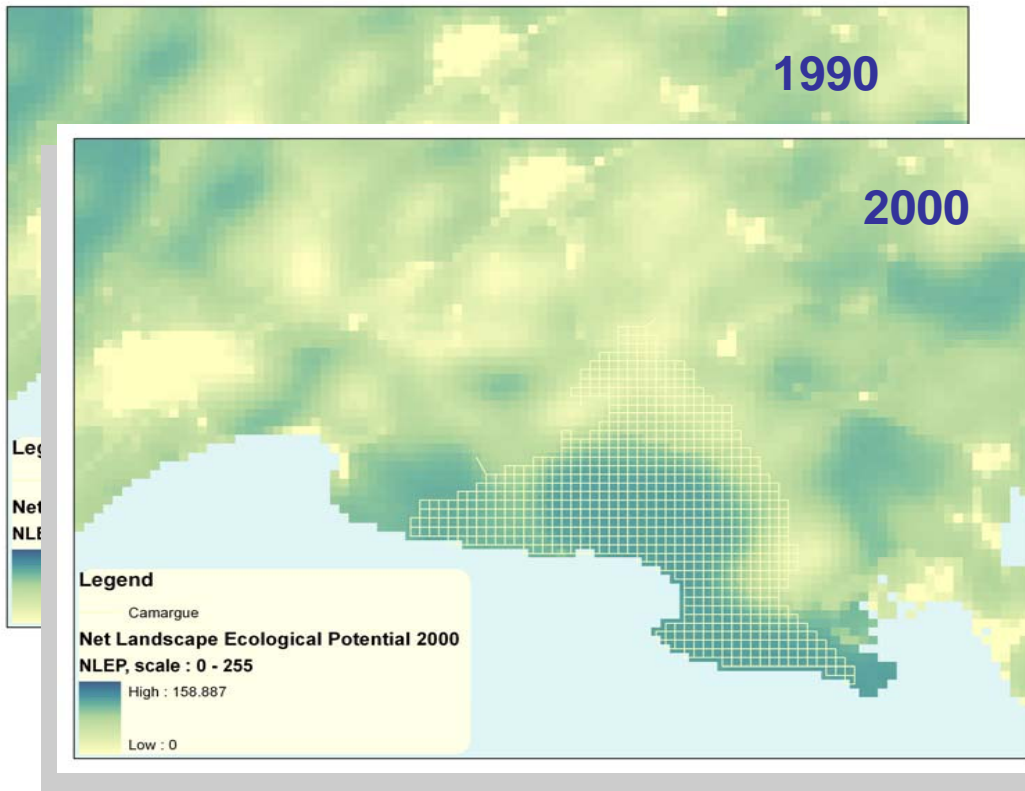 1990
2000
Leg
Net
NLE
Legend
Camargue
Net Landscape Ecological Potential 2000
NLEP, scale : 0 - 255
High : 158.887
Low : 0